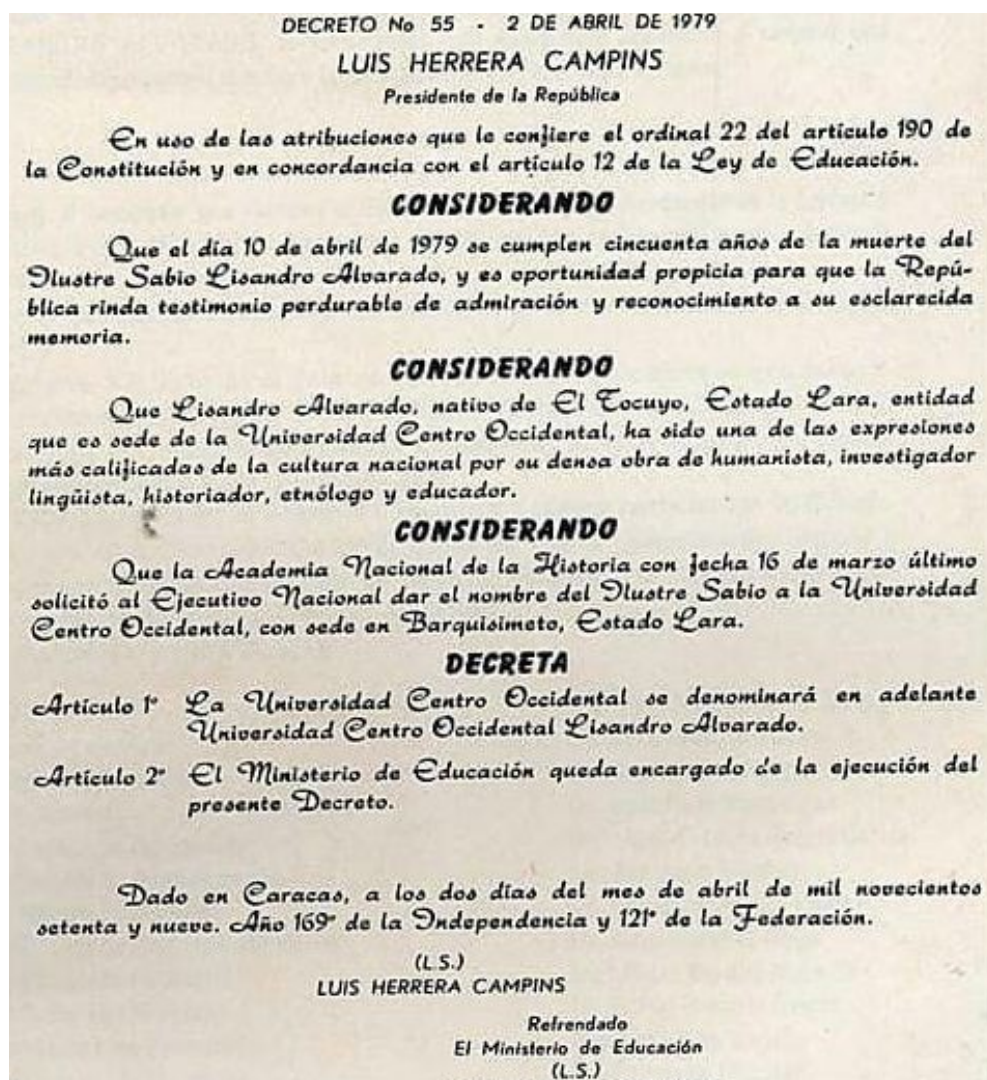 DECRETO No 55 - 2 DE ABRIL DE 1979
LUIS HERRERA CAMPINS
Presidente de la República
En uso de las atribuciones que le confiere el ordinal 22 del artículo 190 de
la Constitución y en concordancia con el artículo 12 de la Ley de Educación.
CONSIDERANDO
Que el día 10 de abril de 1979 se cumplen cincuenta años de la muerte del
Ilustre Sabio Lisandro Alvarado, y es oportunidad propicia para que la Repú-
blica rinda testimonio perdurable de admiración y reconocimiento a su esclarecida
memoria.
CONSIDERANDO
Que Lisandro Alvarado, nativo de El Tocuyo, Estado Lara, entidad
que es sede de la Universidad Centro Occidental, ha sido una de las expresiones
más calificadas de la cultura nacional por su densa obra de humanista, investigador
lingüista, historiador, etnólogo y educador.
CONSIDERANDO
Que la Academia Nacional de la Historia con fecha 16 de marzo último
solicitó al Ejecutivo Nacional dar el nombre del Ilustre Sabio a la Universidad
Centro Occidental, con sede en Barquisimeto, Estado Lara.
DECRETA
Artículo 1º La Universidad Centro Occidental se denominará en adelante
Universidad Centro Occidental Lisandro Alvarado.
Artículo 2º El Ministerio de Educación queda encargado de la ejecución del
presente Decreto.
Dado en Caracas, a los dos días del mes de abril de mil novecientos
setenta y nueve. Año 169º de la Independencia y 121º de la Federación.
(L.S.)
LUIS HERRERA CAMPINS
Refrendado
El Ministerio de Educación
(L.S.)